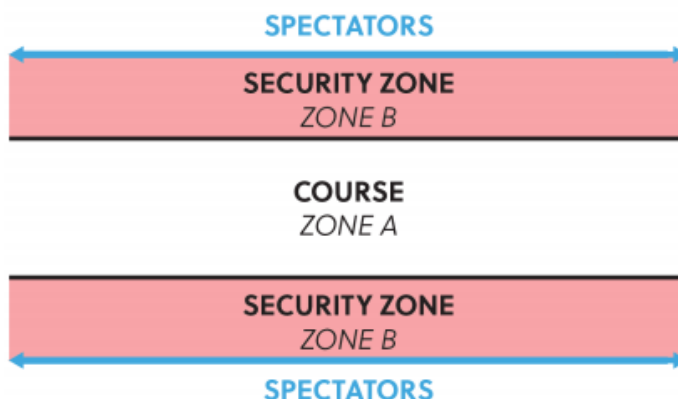 SPECTATORS
SECURITY ZONE
ZONE B
COURSE
ZONE A
SECURITY ZONE
ZONE B
SPECTATORS